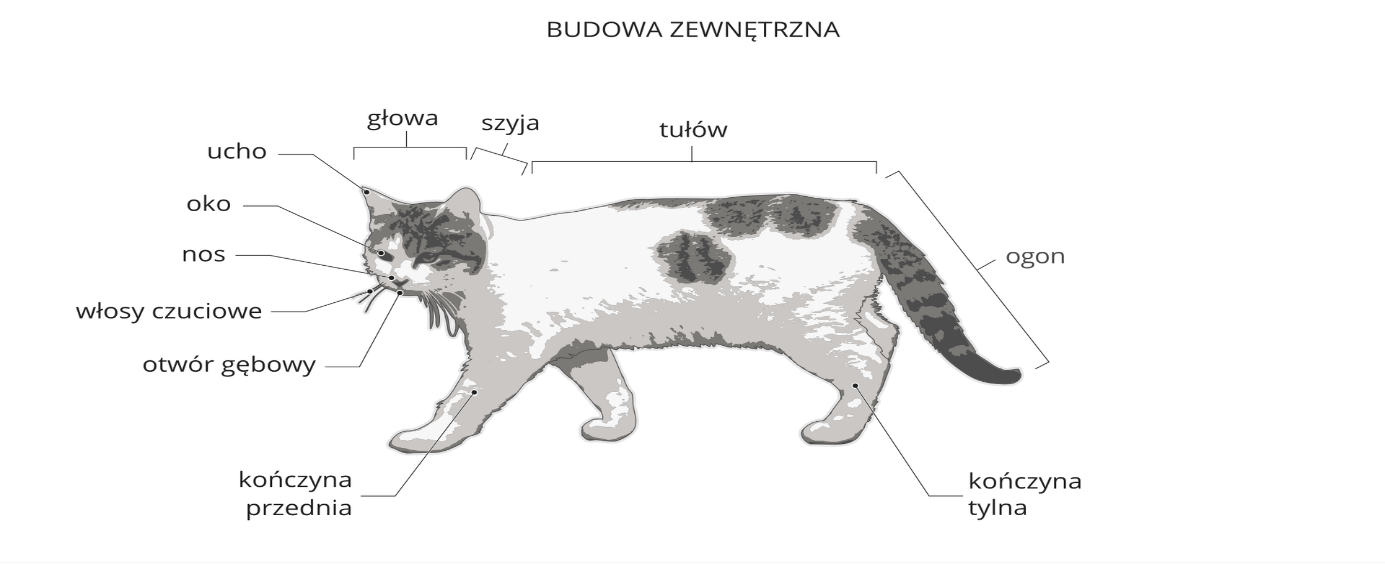 BUDOWA ZEWNĘTRZNA
głowa
szyja
tułów
ucho
oko
nos
włosy czuciowe
otwór gębowy
ogon
kończyna
przednia
kończyna
tylna